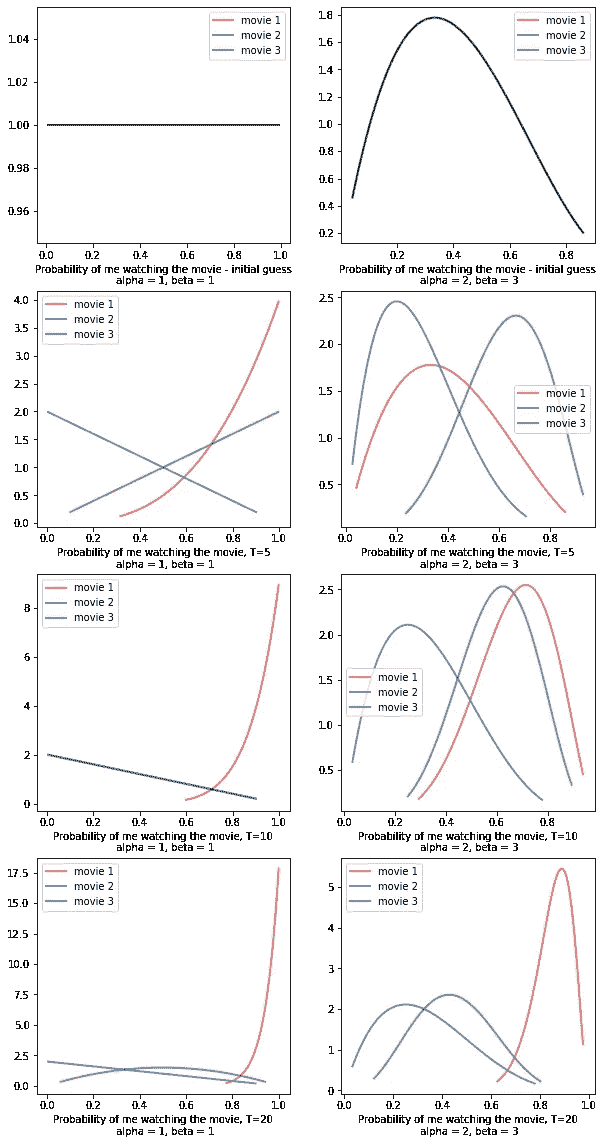 1.04
1.02
1.00
0.98
0.96
movie 1
movie 2
movie 3
0.0 0.2 0.4 0.6 0.8 1.0
Probability of me watching the movie - initial guess
alpha = 1, beta = 1
1.8
1.6
1.4
1.2
1.0
0.8
0.6
0.4
0.2
movie 1
movie 2
movie 3
0.2 0.4 0.6 0.8
Probability of me watching the movie - initial guess
alpha = 2, beta = 3
4.0
3.5
3.0
2.5
2.0
1.5
1.0
0.5
0.0
movie 1
movie 2
movie 3
0.0 0.2 0.4 0.6 0.8 1.0
Probability of me watching the movie, T=5
alpha = 1, beta = 1
2.5
2.0
1.5
1.0
0.5
movie 1
movie 2
movie 3
0.0 0.2 0.4 0.6 0.8
Probability of me watching the movie, T=5
alpha = 2, beta = 3
8
6
4
2
0
movie 1
movie 2
movie 3
0.0 0.2 0.4 0.6 0.8 1.0
Probability of me watching the movie, T=10
alpha = 1, beta = 1
2.5
2.0
1.5
1.0
0.5
movie 1
movie 2
movie 3
0.0 0.2 0.4 0.6 0.8
Probability of me watching the movie, T=10
alpha = 2, beta = 3
17.5
15.0
12.5
10.0
7.5
5.0
2.5
0.0
movie 1
movie 2
movie 3
0.0 0.2 0.4 0.6 0.8 1.0
Probability of me watching the movie, T=20
alpha = 1, beta = 1
5
4
3
2
1
0
movie 1
movie 2
movie 3
0.0 0.2 0.4 0.6 0.8 1.0
Probability of me watching the movie, T=20
alpha = 2, beta = 3